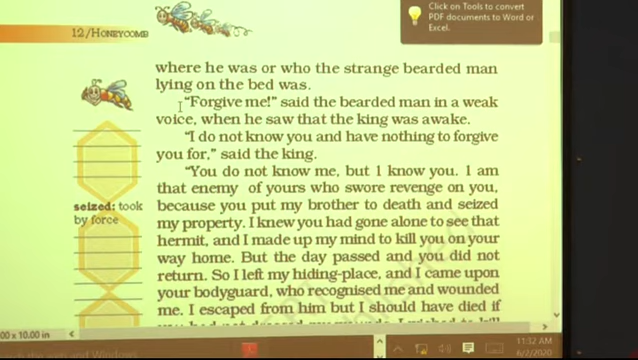 12/HONEYCOMB
Click on Tools to convert
PDF documents to Word or
Excel.
where he was or who the strange bearded man
lying on the bed was.
"Forgive me!" said the bearded man in a weak
voice, when he saw that the king was awake.
"I do not know you and have nothing to forgive
you for," said the king.
"You do not know me, but I know you. I am
that enemy of yours who swore revenge on you,
because you put my brother to death and seized
my property. I knew you had gone alone to see that
hermit, and I made up my mind to kill you on your
way home. But the day passed and you did not
return. So I left my hiding-place, and I came upon
your bodyguard, who recognised me and wounded
me. I escaped from him but I should have died if
seized: took
by force
00 x 10.00 in
11:32 AM